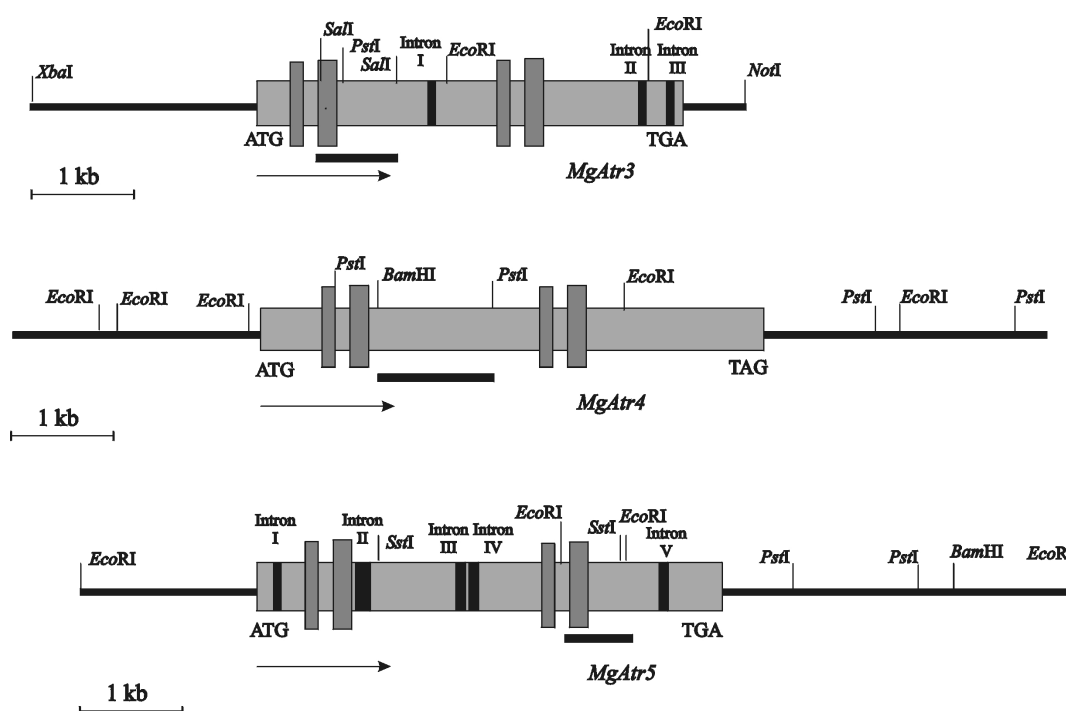 SalI
EcoRI
PstI
Intron
I
Intron
II
Intron
III
XbaI
SalI
EcoRI
NotI
ATG
TGA
MgAtr3
1 kb
PstI
BamHI
PstI
EcoRI
EcoRI
EcoRI
EcoRI
PstI
EcoRI
PstI
ATG
TAG
MgAtr4
1 kb
EcoRI
Intron
I
Intron
II
SstI
Intron
III
Intron
IV
SstI
EcoRI
Intron
V
EcoRI
PstI
PstI
BamHI
EcoR
ATG
TGA
MgAtr5
1 kb